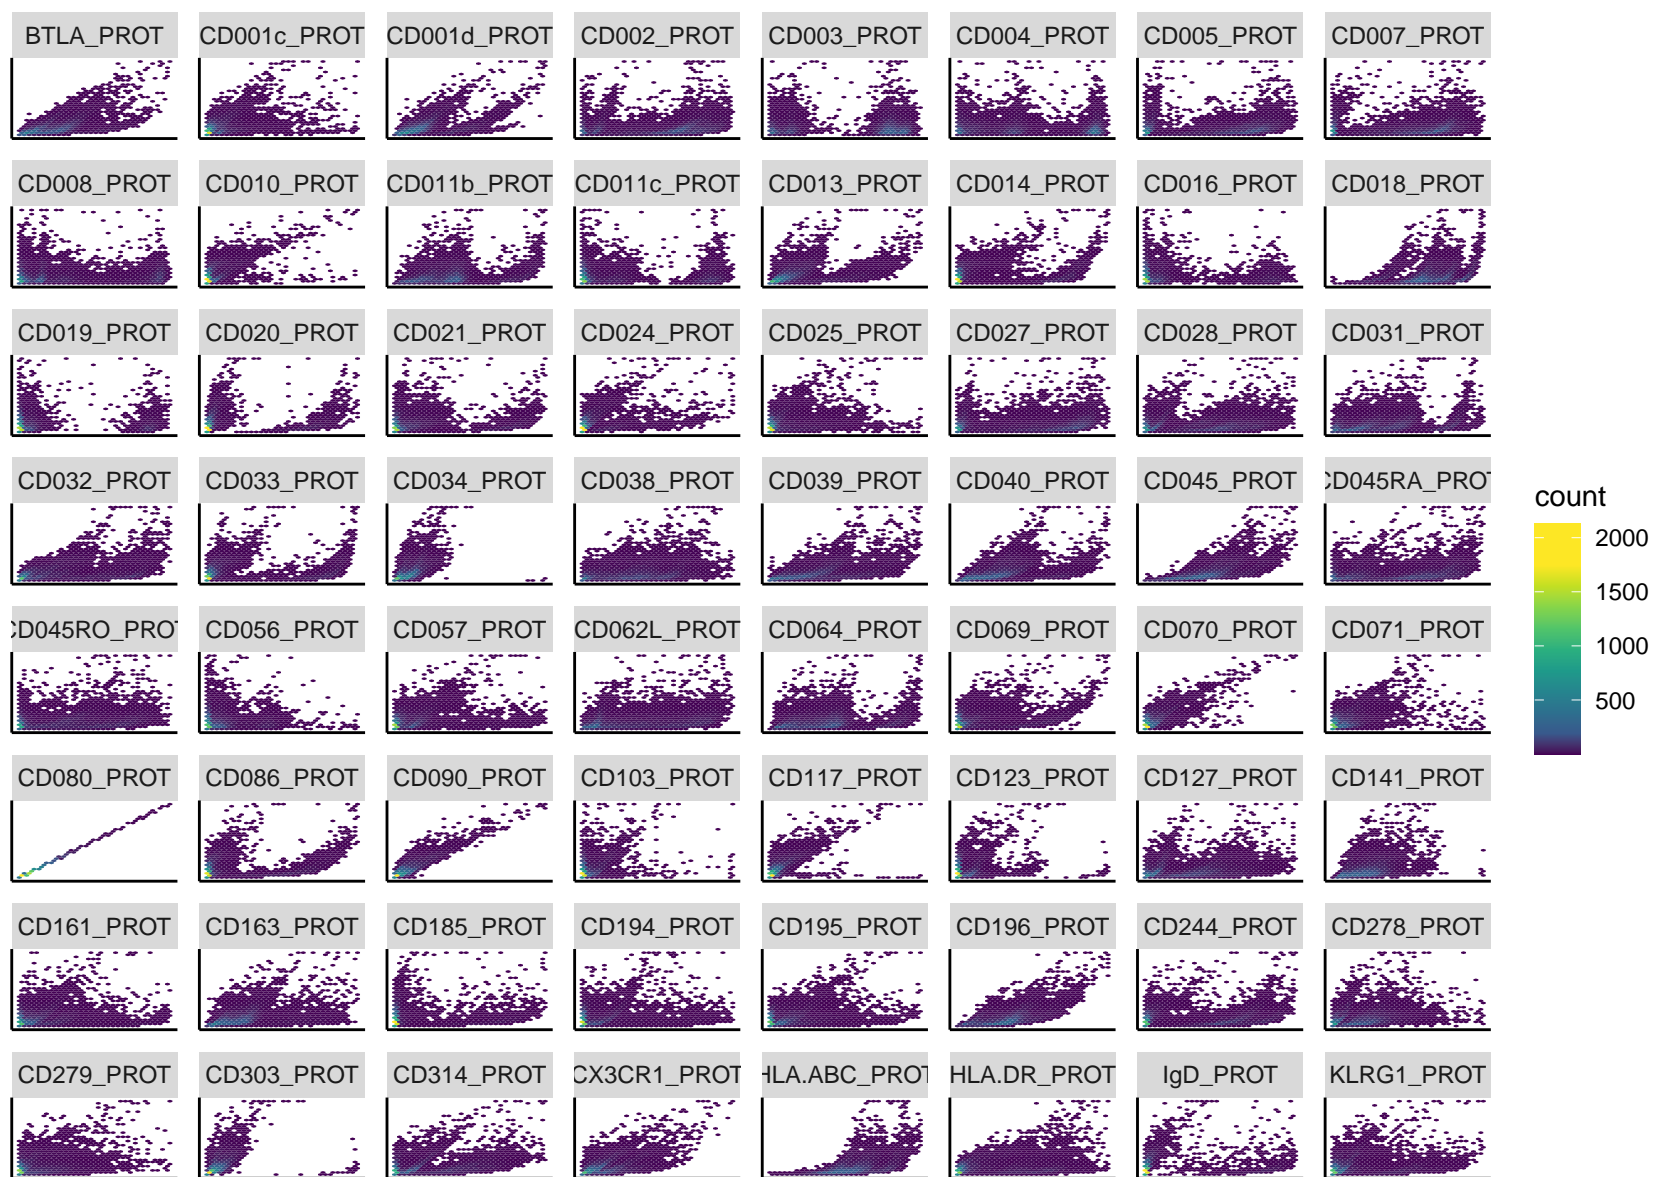 BTLA_PROT CD001c_PROT CD001d_PROT CD002_PROT CD003_PROT CD004_PROT CD005_PROT CD007_PROT
CD008_PROT CD010_PROT CD011b_PROT CD011c_PROT CD013_PROT CD014_PROT CD016_PROT CD018_PROT
CD019_PROT CD020_PROT CD021_PROT CD024_PROT CD025_PROT CD027_PROT CD028_PROT CD031_PROT
CD032_PROT CD033_PROT CD034_PROT CD038_PROT CD039_PROT CD040_PROT CD045_PROT CD045RA_PROT
CD045RO_PROT CD056_PROT CD057_PROT CD062L_PROT CD064_PROT CD069_PROT CD070_PROT CD071_PROT
CD080_PROT CD086_PROT CD090_PROT CD103_PROT CD117_PROT CD123_PROT CD127_PROT CD141_PROT
CD161_PROT CD163_PROT CD185_PROT CD194_PROT CD195_PROT CD196_PROT CD244_PROT CD278_PROT
CD279_PROT CD303_PROT CD314_PROT CX3CR1_PROT HLA.ABC_PROT HLA.DR_PROT IgD_PROT KLRG1_PROT
count
2000
1500
1000
500